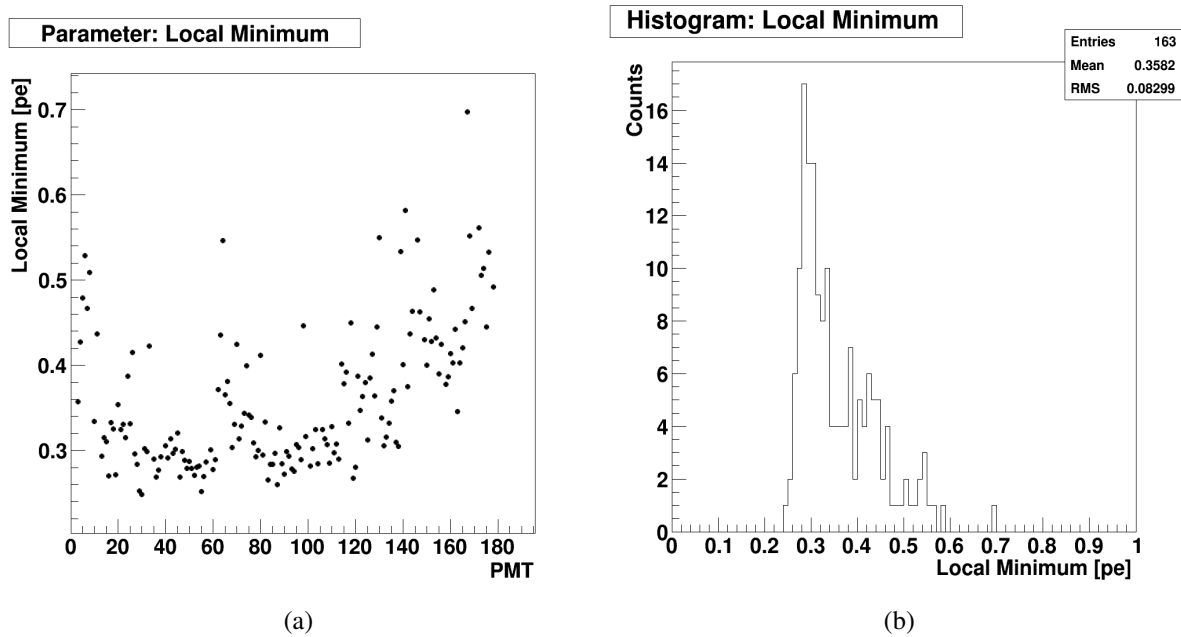 Parameter: Local Minimum
Local Minimum [pe]
0.7
0.6
0.5
0.4
0.3
0 20 40 60 80 100 120 140 160 180
PMT
(a)
Histogram: Local Minimum
Entries 163
Mean 0.3582
RMS 0.08299
Counts
16
14
12
10
8
6
4
2
0
0 0.1 0.2 0.3 0.4 0.5 0.6 0.7 0.8 0.9 1
Local Minimum [pe]
(b)